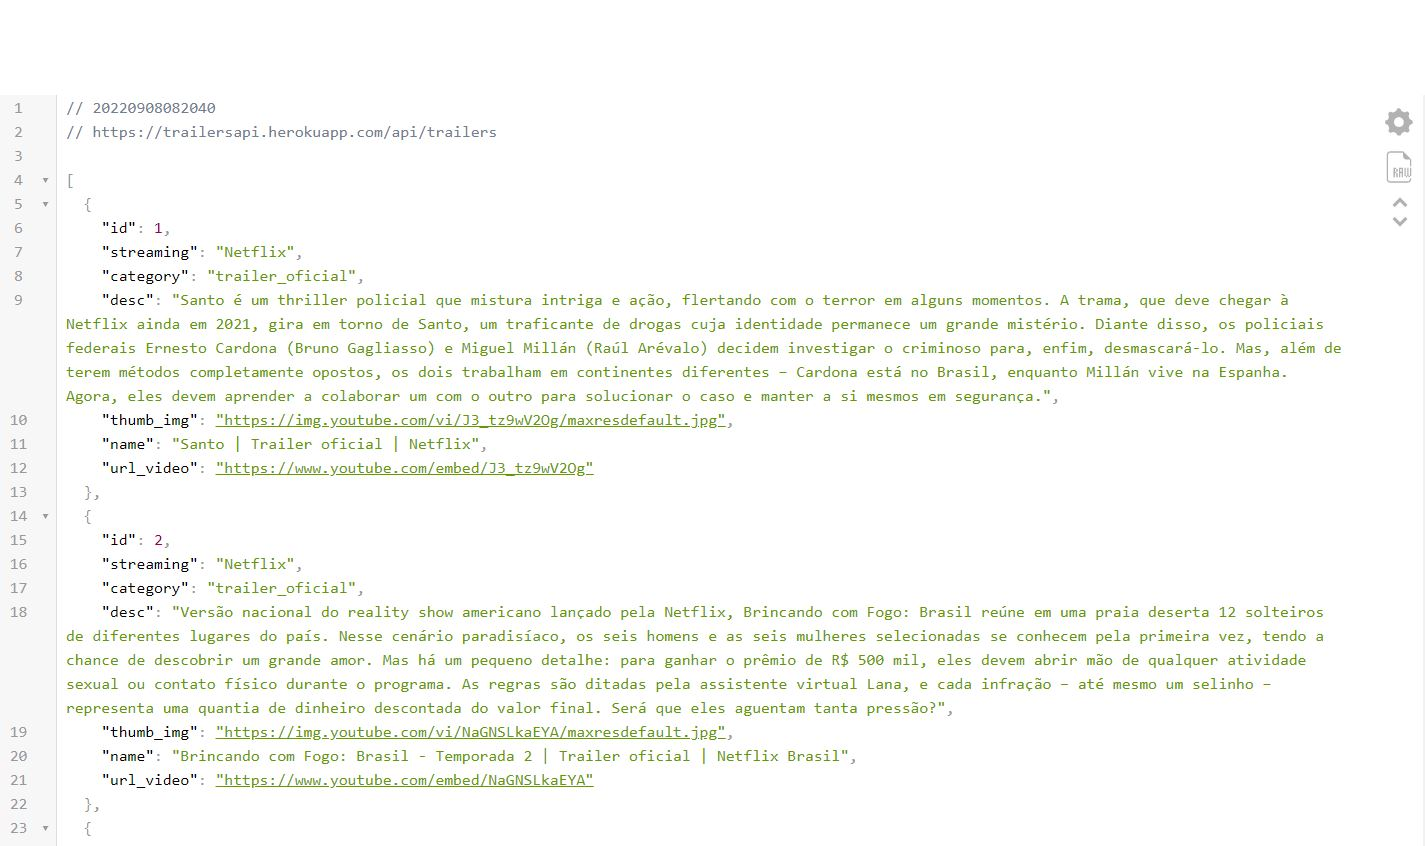 1 // 20220908082040
2 // https://trailersapi.herokuapp.com/api/trailers
3
4 [
5 {
6 "id": 1,
7 "streaming": "Netflix",
8 "category": "trailer_oficial",
9 "desc": "Santo é um thriller policial que mistura intriga e ação, flertando com o terror em alguns momentos. A trama, que deve chegar à
Netflix ainda em 2021, gira em torno de Santo, um traficante de drogas cuja identidade permanece um grande mistério. Diante disso, os policiais
federais Ernesto Cardona (Bruno Gagliasso) e Miguel Millán (Raúl Arévalo) decidem investigar o criminoso para, enfim, desmascará-lo. Mas, além de
terem métodos completamente opostos, os dois trabalham em continentes diferentes – Cardona está no Brasil, enquanto Millán vive na Espanha.
Agora, eles devem aprender a colaborar um com o outro para solucionar o caso e manter a si mesmos em segurança.",
10 "thumb_img": "https://img.youtube.com/vi/J3_tz9wV2Og/maxresdefault.jpg",
11 "name": "Santo | Trailer oficial | Netflix",
12 "url_video": "https://www.youtube.com/embed/J3_tz9wV2Og"
13 },
14 {
15 "id": 2,
16 "streaming": "Netflix",
17 "category": "trailer_oficial",
18 "desc": "Versão nacional do reality show americano lançado pela Netflix, Brincando com Fogo: Brasil reúne em uma praia deserta 12 solteiros
de diferentes lugares do país. Nesse cenário paradisíaco, os seis homens e as seis mulheres selecionadas se conhecem pela primeira vez, tendo a
chance de descobrir um grande amor. Mas há um pequeno detalhe: para ganhar o prêmio de R$ 500 mil, eles devem abrir mão de qualquer atividade
sexual ou contato físico durante o programa. As regras são ditadas pela assistente virtual Lana, e cada infração – até mesmo um selinho –
representa uma quantia de dinheiro descontada do valor final. Será que eles aguentam tanta pressão?",
19 "thumb_img": "https://img.youtube.com/vi/NaGNSLkaEYA/maxresdefault.jpg",
20 "name": "Brincando com Fogo: Brasil - Temporada 2 | Trailer oficial | Netflix Brasil",
21 "url_video": "https://www.youtube.com/embed/NaGNSLkaEYA"
22 },
23 {
RAW